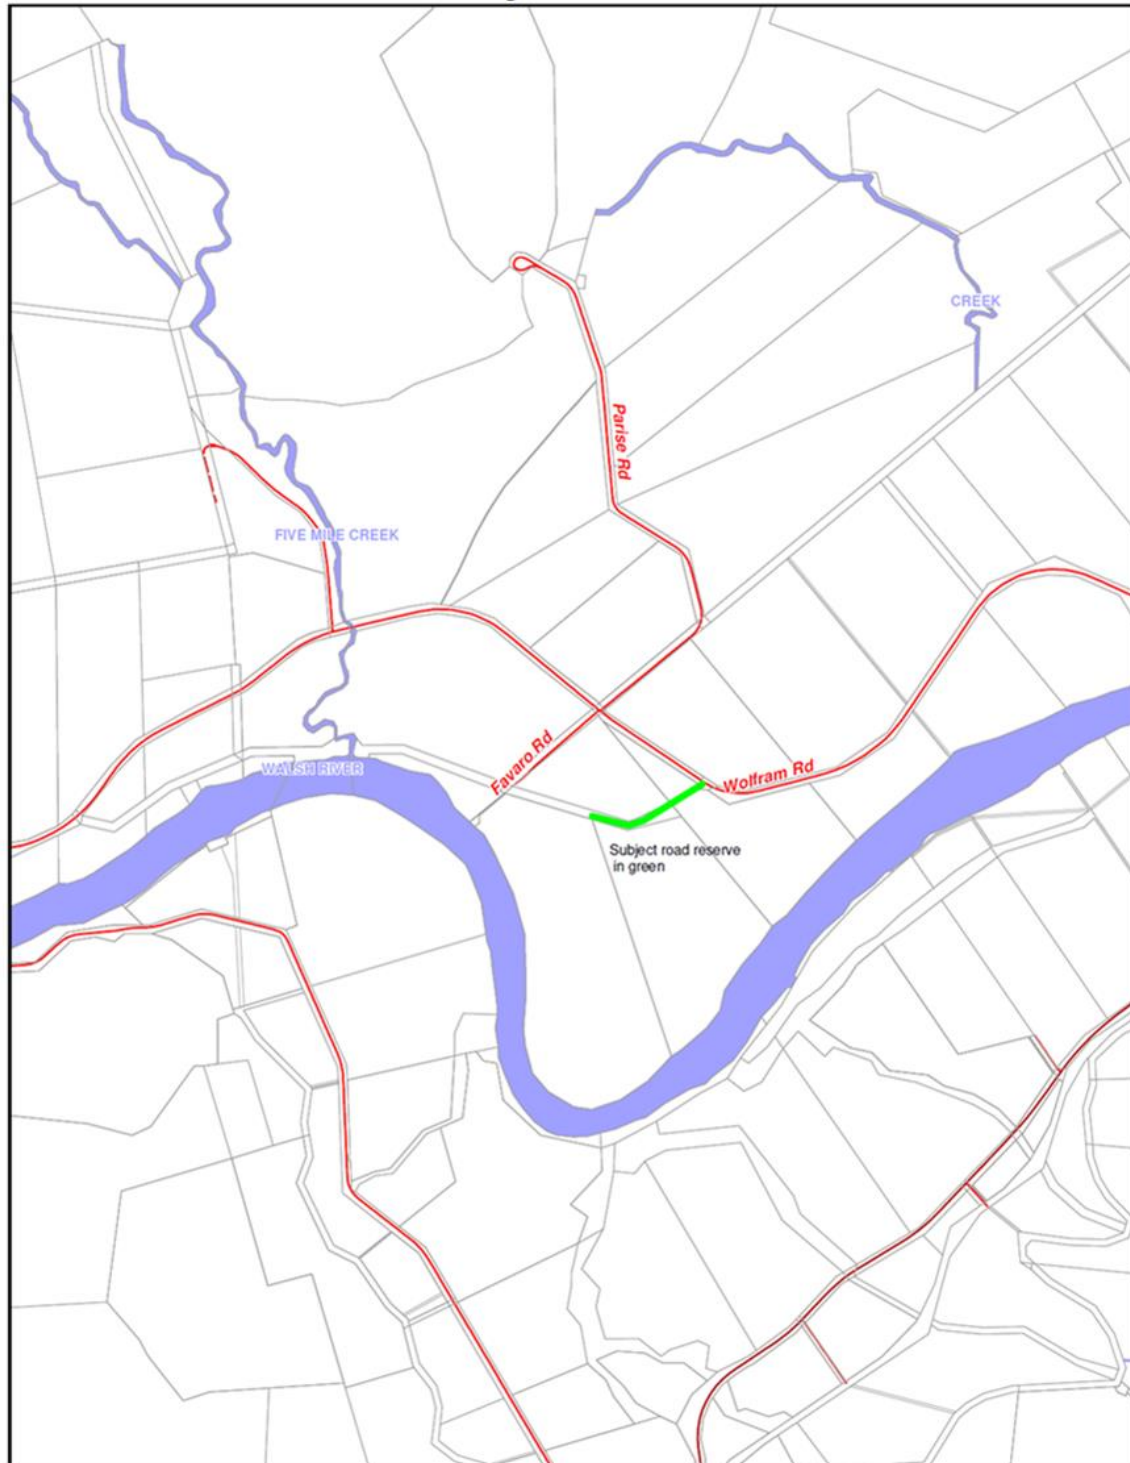 CREEK
Parise Rd
FIVE MILE CREEK
Favaro Rd
WALSH RIVER
Wolfram Rd
Subject road reserve
in green